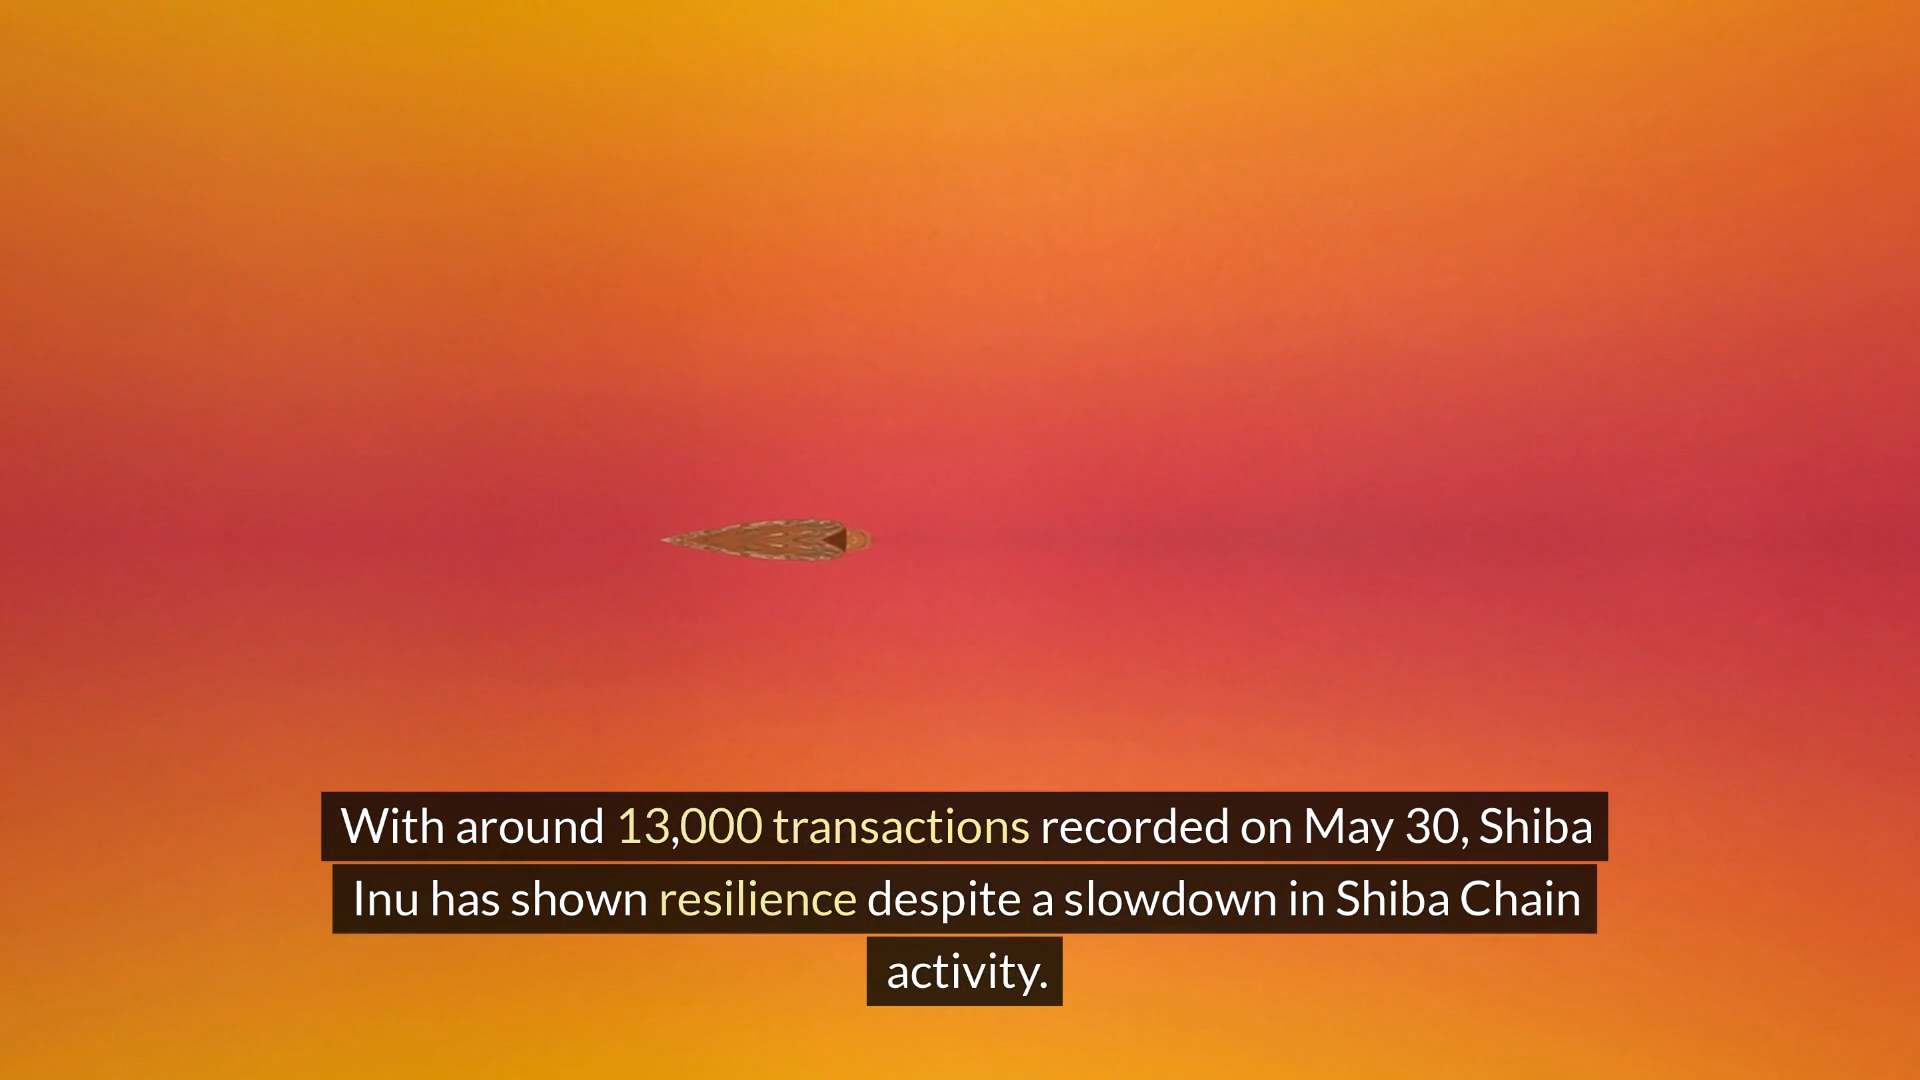 With around 13,000 transactions recorded on May 30, Shiba
Inu has shown resilience despite a slowdown in Shiba Chain
activity.